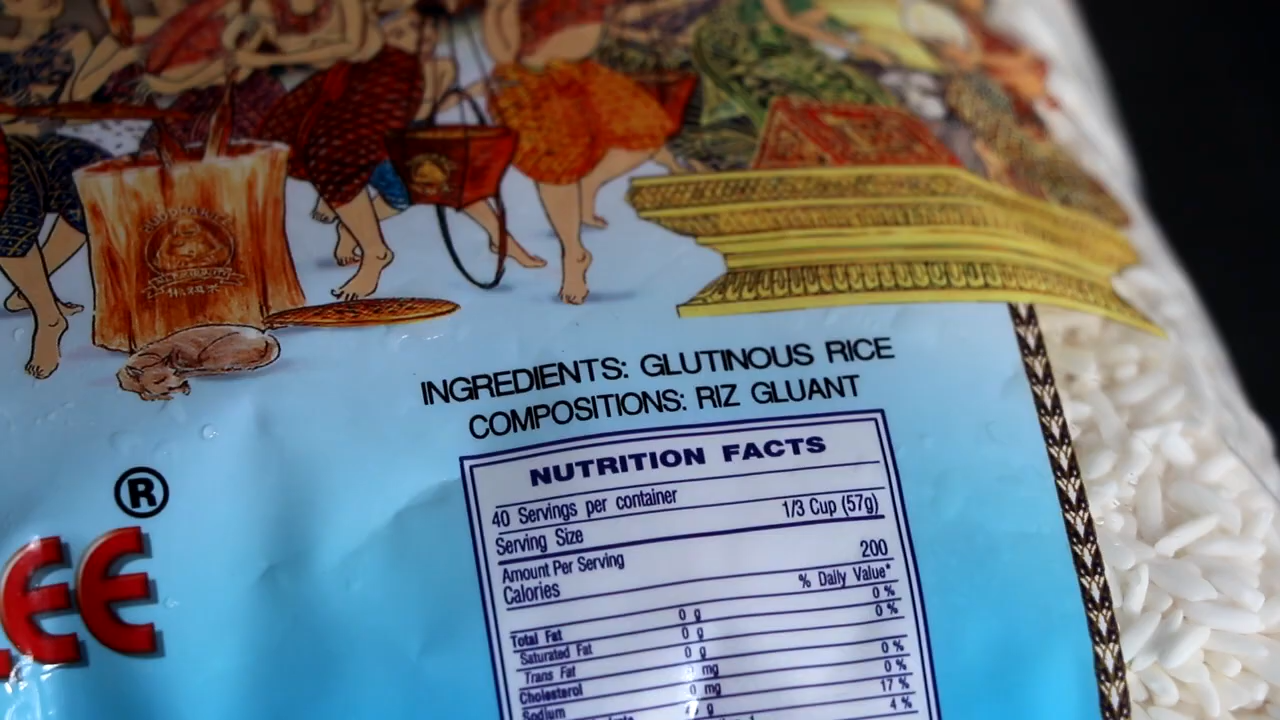 INGREDIENTS: GLUTINOUS RICE
COMPOSITIONS: RIZ GLUANT
®
EE
NUTRITION FACTS
40 Servings per container
Serving Size 1/3 Cup (57g)
Amount Per Serving
Calories 200
% Daily Value*
Total Fat 0 g 0 %
Saturated Fat 0 g 0 %
Trans Fat 0 g
Cholesterol mg 0 %
Sodium 0 mg 0 %
g 17 %
4 %